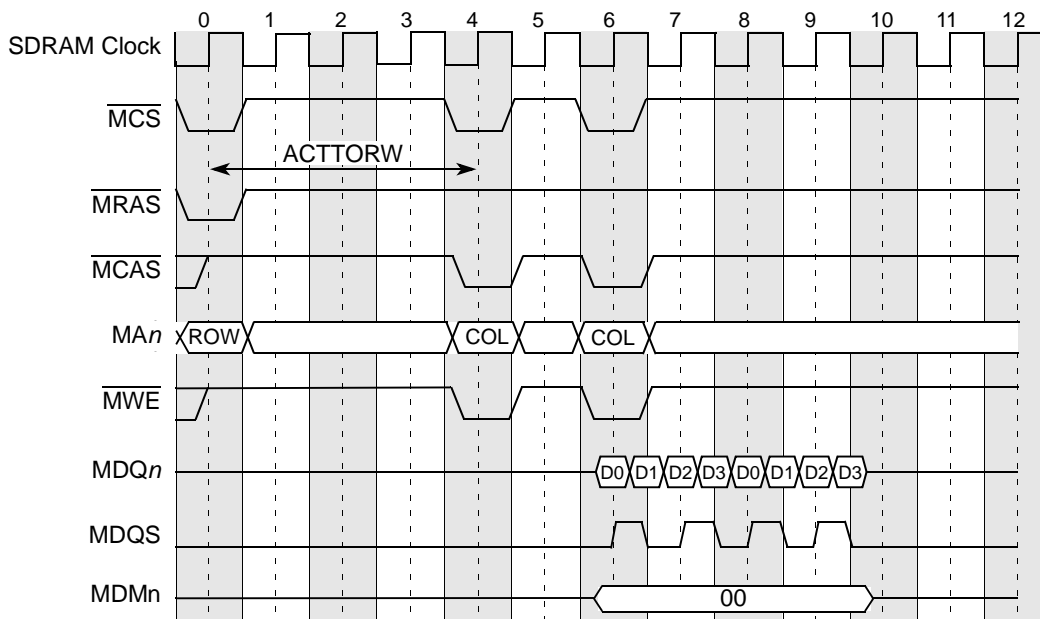 0 1 2 3 4 5 6 7 8 9 10 11 12
SDRAM Clock
MCS
ACTTORW
MRAS
MCAS
MAn ROW COL COL
MWE
MDQn D0 D1 D2 D3 D0 D1 D2 D3
MDQS
MDMn 00